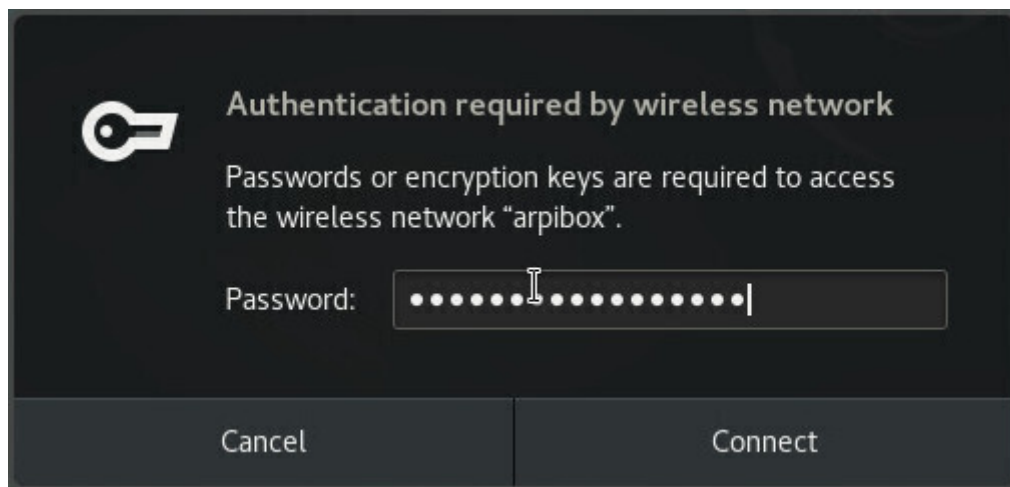 Authentication required by wireless network
Passwords or encryption keys are required to access
the wireless network “arpibox”.
Password: ●●●●●●●●●●●●●●●●●
Cancel
Connect